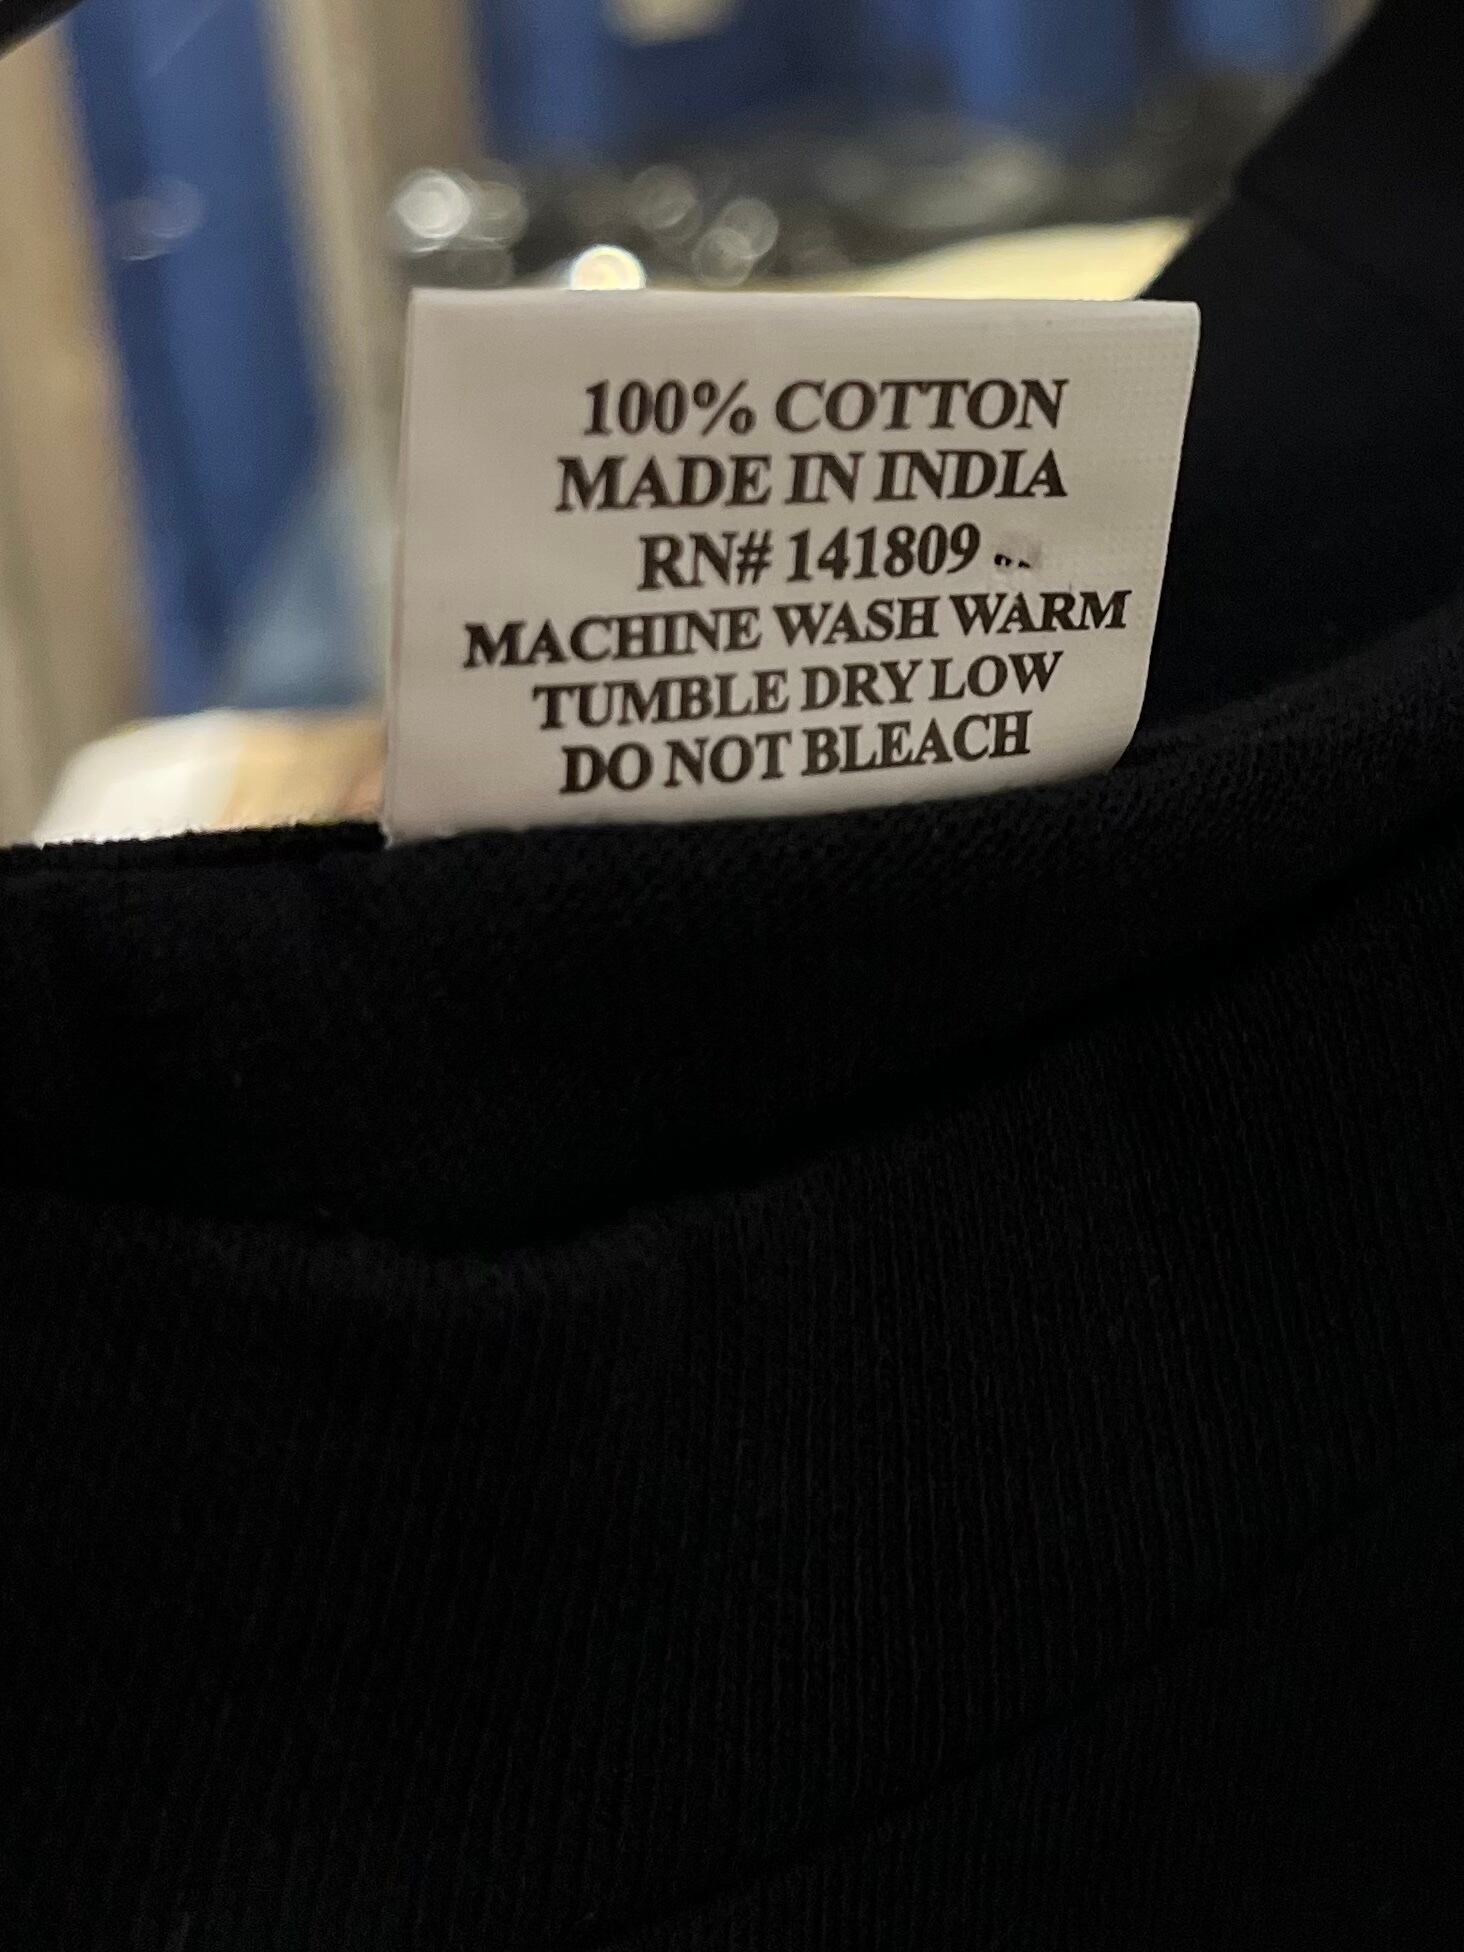 100% COTTON
MADE IN INDIA
RN# 141809
MACHINE WASH WARM
TUMBLE DRY LOW
DO NOT BLEACH